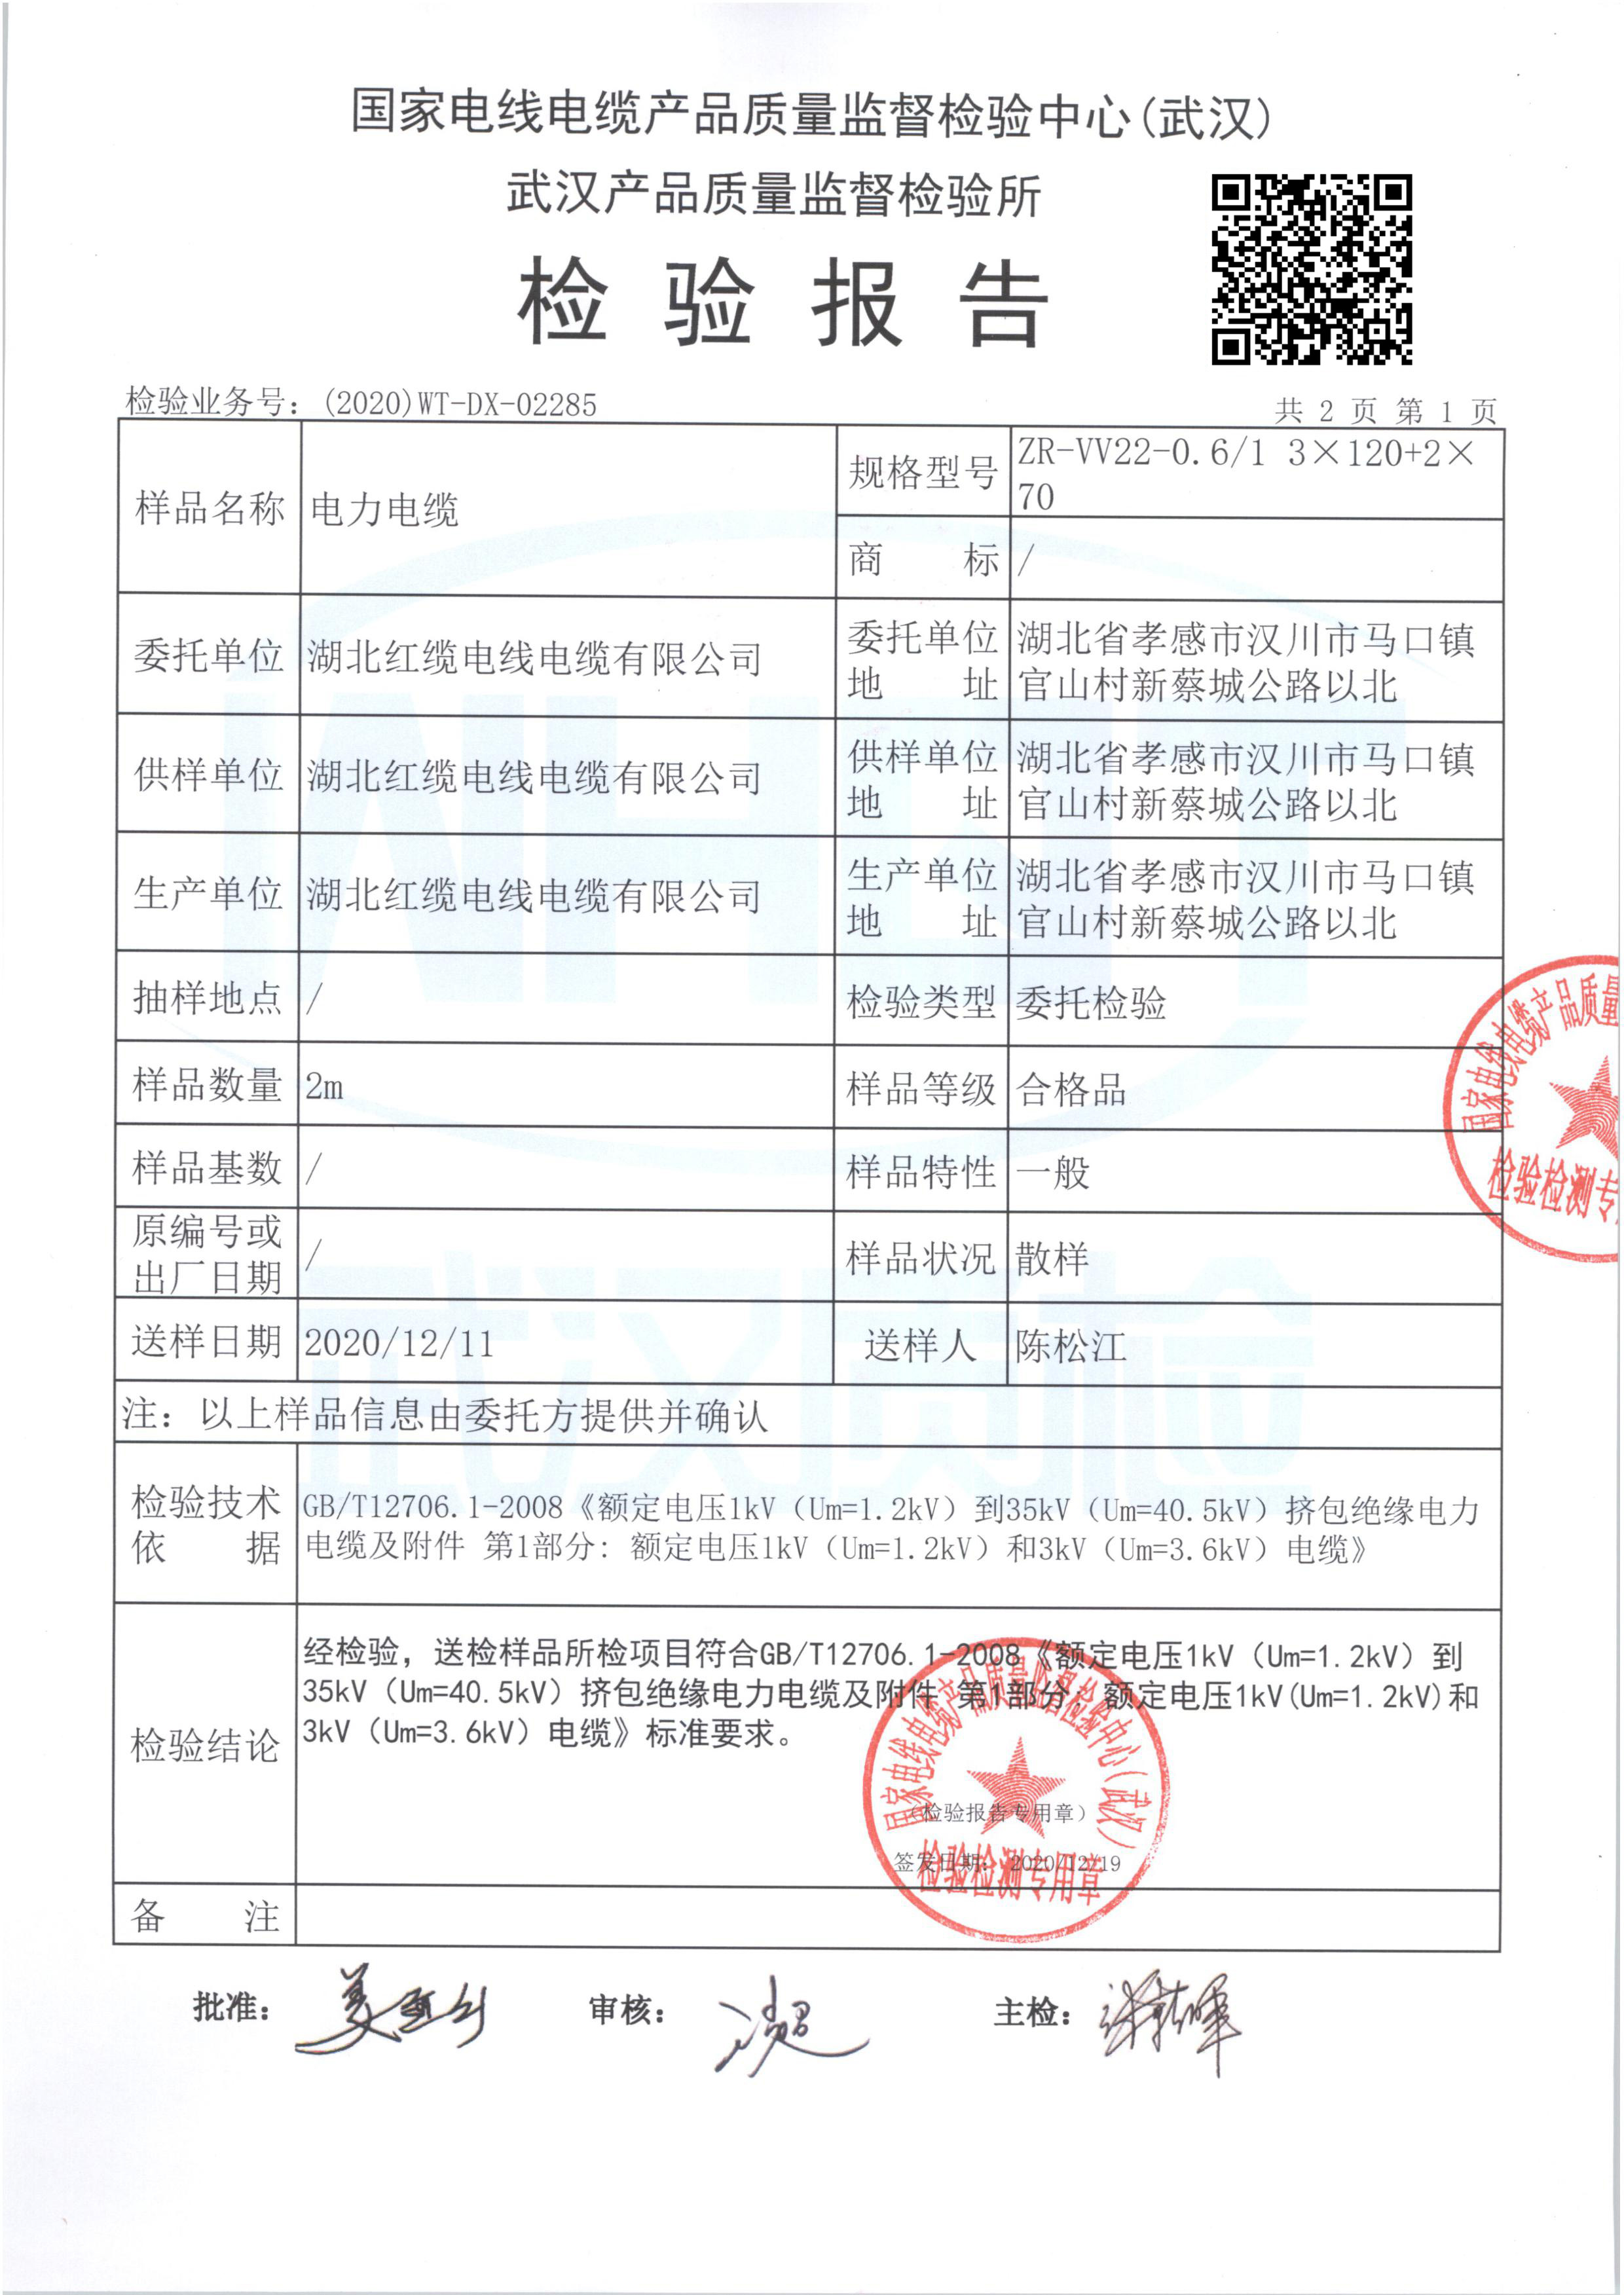 国家电线电缆产品质量监督检验中心(武汉)
武汉产品质量监督检验所
检 验 报 告
检验业务号：(2020)WT-DX-02285
共 2 页 第 1 页
样品名称 电力电缆 规格型号 ZR-VV22-0.6/1 3×120+2×
70
商 标 /
委托单位 湖北红缆电线电缆有限公司 委托单位 湖北省孝感市汉川市马口镇
地 址 官山村新蔡城公路以北
供样单位 湖北红缆电线电缆有限公司 供样单位 湖北省孝感市汉川市马口镇
地 址 官山村新蔡城公路以北
生产单位 湖北红缆电线电缆有限公司 生产单位 湖北省孝感市汉川市马口镇
地 址 官山村新蔡城公路以北
抽样地点 / 检验类型 委托检验
样品数量 2m 样品等级 合格品
样品基数 / 样品特性 一般
原编号或
出厂日期 / 样品状况 散样
送样日期 2020/12/11 送样人 陈松江
注：以上样品信息由委托方提供并确认
检验技术 GB/T12706.1-2008《额定电压1kV（Um=1.2kV）到35kV（Um=40.5kV）挤包绝缘电力
依 据 电缆及附件 第1部分：额定电压1kV（Um=1.2kV）和3kV（Um=3.6kV）电缆》
检验结论 经检验，送检样品所检项目符合GB/T12706.1-2008《额定电压1kV（Um=1.2kV）到
35kV（Um=40.5kV）挤包绝缘电力电缆及附件 第1部分：额定电压1kV(Um=1.2kV)和
3kV（Um=3.6kV）电缆》标准要求。
（检验报告专用章）
签发日期： 2020/12/19
国家电线电缆产品质量监督检验中心(武汉)
检验检测专用章
国家电线电缆产品质量
检验检测专
备 注
批准： 审核： 主检：
WHQT
武汉质检